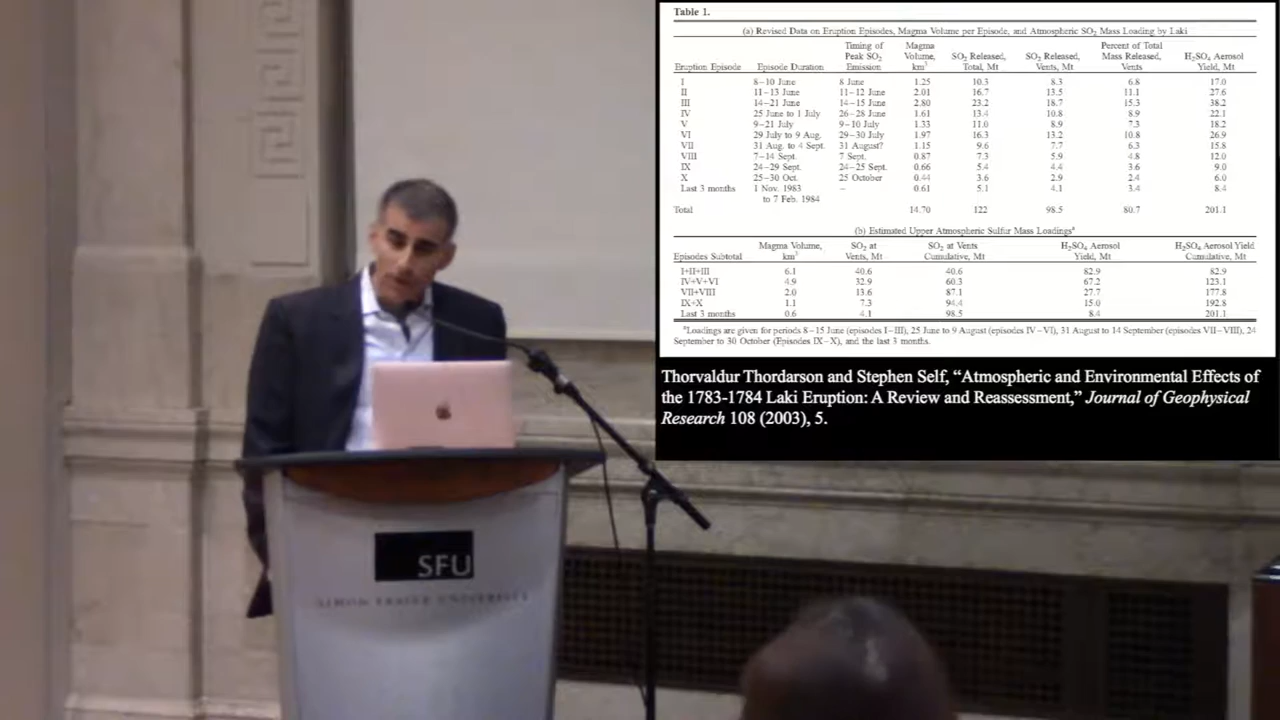 Table 1.
(a) Revised Data on Eruption Episodes, Magma Volume per Episode, and Atmospheric SO2 Mass Loading by Laki
Eruption Episode Episode Duration Timing of Peak SO2 Emission Magma Volume, km3 SO2 Released, Total, Mt SO2 Released, Vents, Mt Percent of Total Mass Released, Vents H2SO4 Aerosol Yield, Mt
I 8–10 June 8 June 1.25 10.3 8.3 6.8 17.0
II 11–13 June 11–12 June 2.01 16.7 13.5 11.1 27.6
III 14–21 June 14–15 June 2.80 23.2 18.7 15.3 38.2
IV 25 June to 1 July 26–28 June 1.61 13.4 10.8 8.9 22.1
V 9–21 July 9–10 July 1.33 11.0 8.9 7.3 18.2
VI 29 July to 9 Aug. 29–30 July 1.97 16.3 13.2 10.8 26.9
VII 31 Aug. to 4 Sept. 31 August? 1.15 9.6 7.7 6.3 15.8
VIII 7–14 Sept. 7 Sept. 0.87 7.3 5.9 4.8 12.0
IX 24–29 Sept. 24–25 Sept. 0.66 5.4 4.4 3.6 9.0
X 25–30 Oct. 25 October 0.44 3.6 2.9 2.4 6.0
Last 3 months 1 Nov. 1983 – 0.61 5.1 4.1 3.4 8.4
to 7 Feb. 1984
Total 14.70 122 98.5 80.7 201.1
(b) Estimated Upper Atmospheric Sulfur Mass Loadings a
Episodes Subtotal Magma Volume, km3 SO2 at Vents, Mt SO2 at Vents Cumulative, Mt H2SO4 Aerosol Yield, Mt H2SO4 Aerosol Yield Cumulative, Mt
I+II+III 6.1 40.6 40.6 82.9 82.9
IV+V+VI 4.9 32.9 60.3 67.2 123.1
VII+VIII 2.0 13.6 87.1 27.7 177.8
IX+X 1.1 7.3 94.4 15.0 192.8
Last 3 months 0.6 4.1 98.5 8.4 201.1
a Loadings are given for periods 8–15 June (episodes I–III), 25 June to 9 August (episodes IV–VI), 31 August to 14 September (episodes VII–VIII), 24
September to 30 October (Episodes IX–X), and the last 3 months.
Thorvaldur Thordarson and Stephen Self, “Atmospheric and Environmental Effects of
the 1783-1784 Laki Eruption: A Review and Reassessment,” Journal of Geophysical
Research 108 (2003), 5.
SFU
SIMON FRASER UNIVERSITY